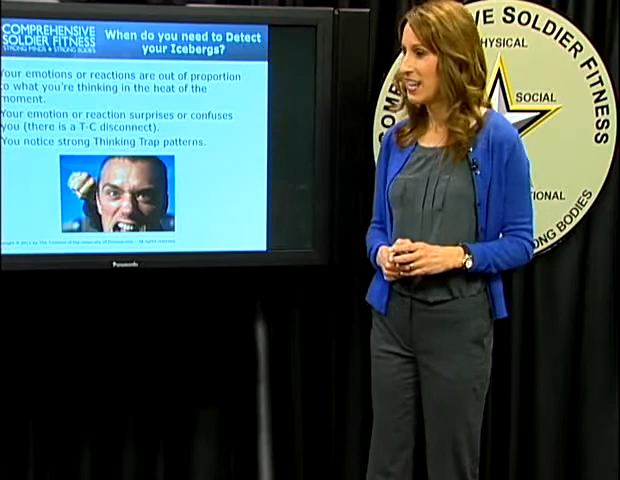 COMPREHENSIVE
SOLDIER FITNESS
STRONG MINDS ★ STRONG BODIES
When do you need to Detect
your Icebergs?
Your emotions or reactions are out of proportion
to what you're thinking in the heat of the
moment.
Your emotion or reaction surprises or confuses
you (there is a T-C disconnect).
You notice strong Thinking Trap patterns.
Panasonic
VE SOLDIER FITNESS
COM
PHYSICAL
SOCIAL
IONAL
ONG BODIES